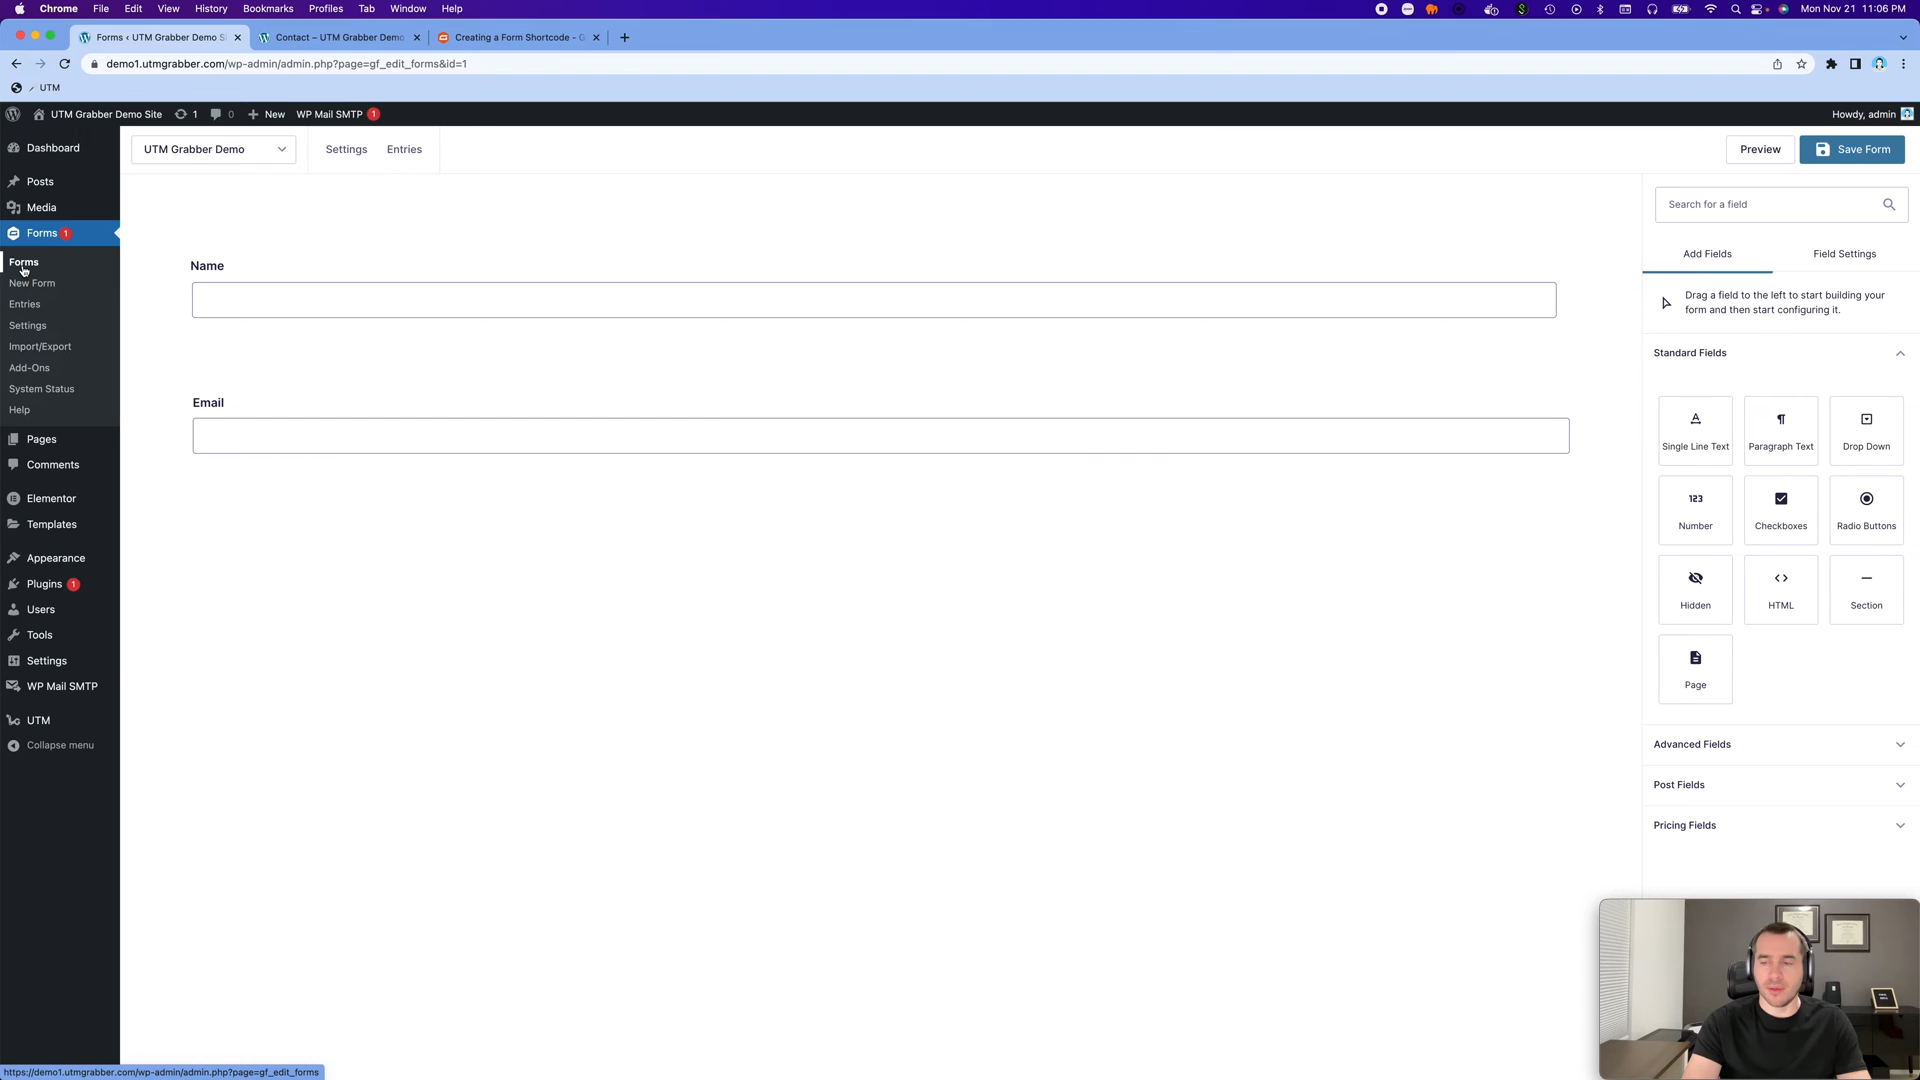 Chrome File Edit View History Bookmarks Profiles Tab Window Help Mon Nov 21 11:06 PM
Forms ‹ UTM Grabber Demo S Contact – UTM Grabber Demo Creating a Form Shortcode - G
demo1.utmgrabber.com/wp-admin/admin.php?page=gf_edit_forms&id=1
UTM
UTM Grabber Demo Site 1 0 New WP Mail SMTP 1 Howdy, admin
Dashboard
Posts
Media
Forms 1
Forms
New Form
Entries
Settings
Import/Export
Add-Ons
System Status
Help
Pages
Comments
Elementor
Templates
Appearance
Plugins 1
Users
Tools
Settings
WP Mail SMTP
UTM
Collapse menu
UTM Grabber Demo Settings Entries Preview Save Form
Name
Email
Search for a field
Add Fields Field Settings
Drag a field to the left to start building your
form and then start configuring it.
Standard Fields
Single Line Text Paragraph Text Drop Down
123
Number Checkboxes Radio Buttons
Hidden HTML Section
Page
Advanced Fields
Post Fields
Pricing Fields
https://demo1.utmgrabber.com/wp-admin/admin.php?page=gf_edit_forms